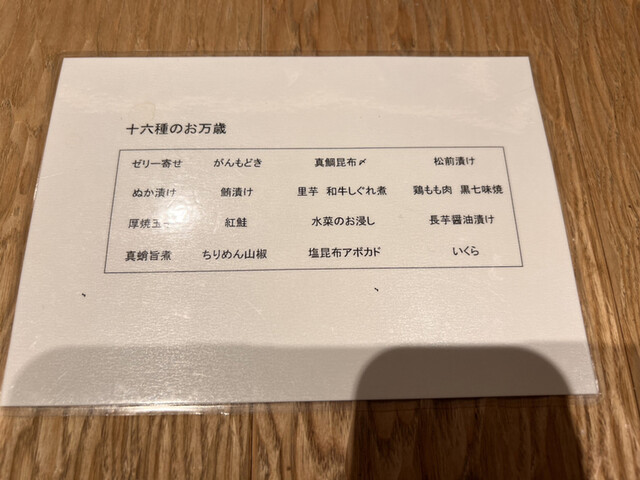 十六種のお万歳
ゼリー寄せ がんもどき 真鯛昆布〆 松前漬け
ぬか漬け 鮪漬け 里芋 和牛しぐれ煮 鶏もも肉 黒七味焼
厚焼玉子 紅鮭 水菜のお浸し 長芋醤油漬け
真蛸旨煮 ちりめん山椒 塩昆布アボカド いくら